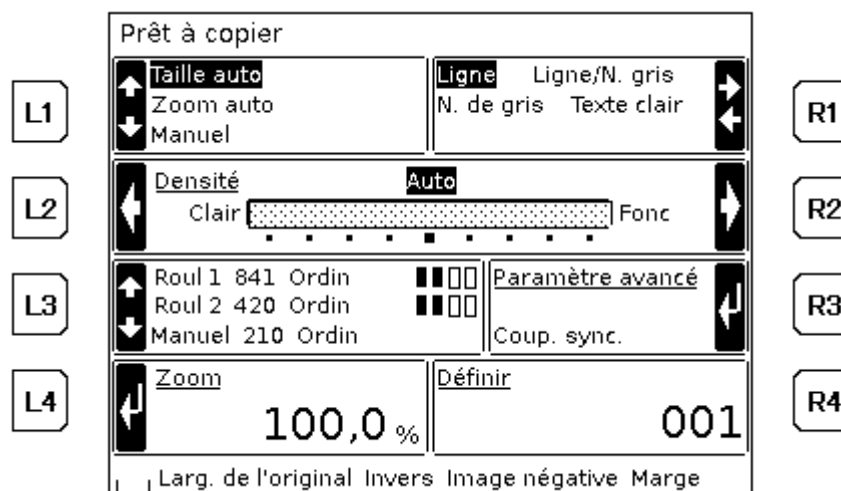 Prêt à copier
L1
Taille auto
Zoom auto
Manuel
Ligne Ligne/N. gris
N. de gris Texte clair
R1
L2
Densité Auto
Clair Fonc
R2
L3
Roul 1 841 Ordin
Roul 2 420 Ordin
Manuel 210 Ordin
Paramètre avancé
Coup. sync.
R3
L4
Zoom
100,0 %
Définir
001
R4
Larg. de l'original Invers Image négative Marge